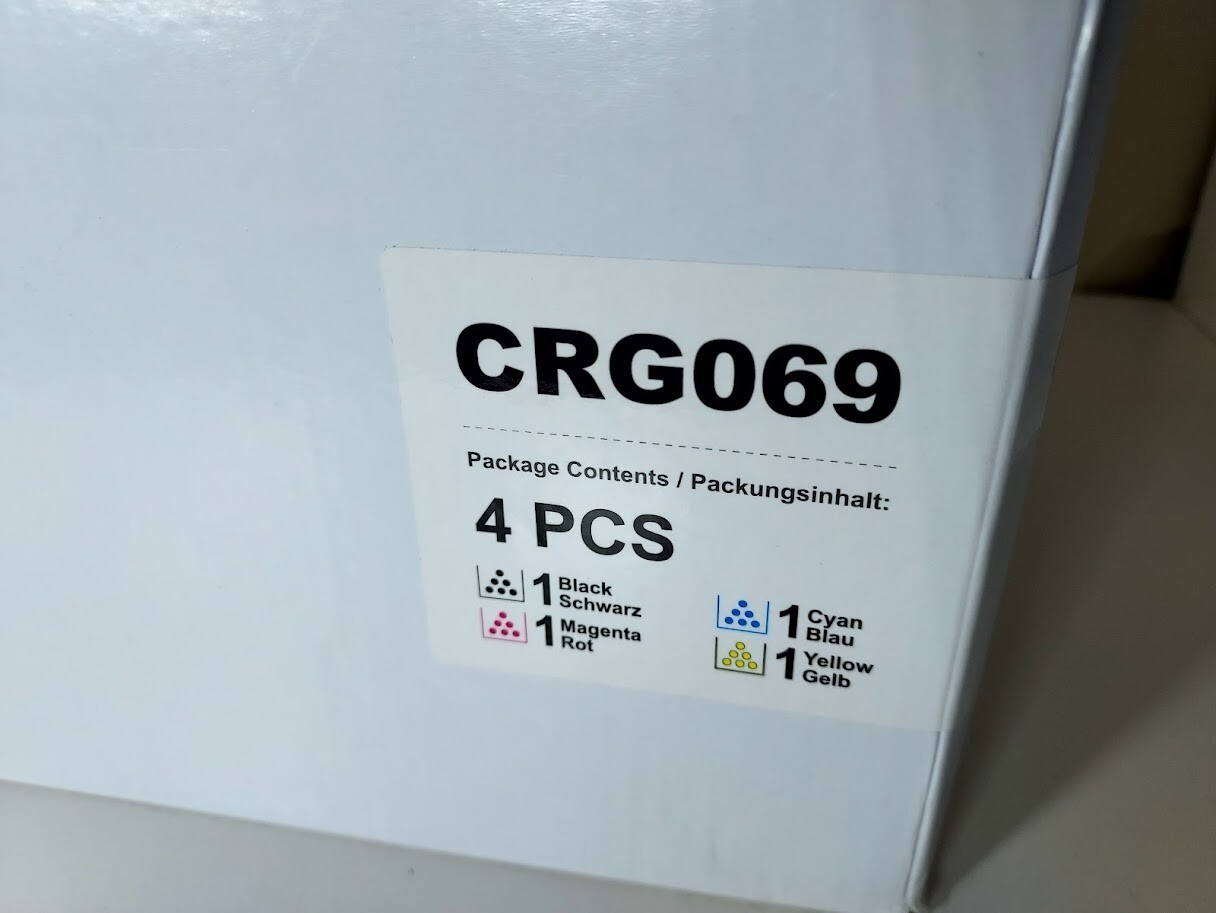 CRG069
Package Contents / Packungsinhalt:
4 PCS
1 Black
Schwarz
1 Magenta
Rot
1 Cyan
Blau
1 Yellow
Gelb